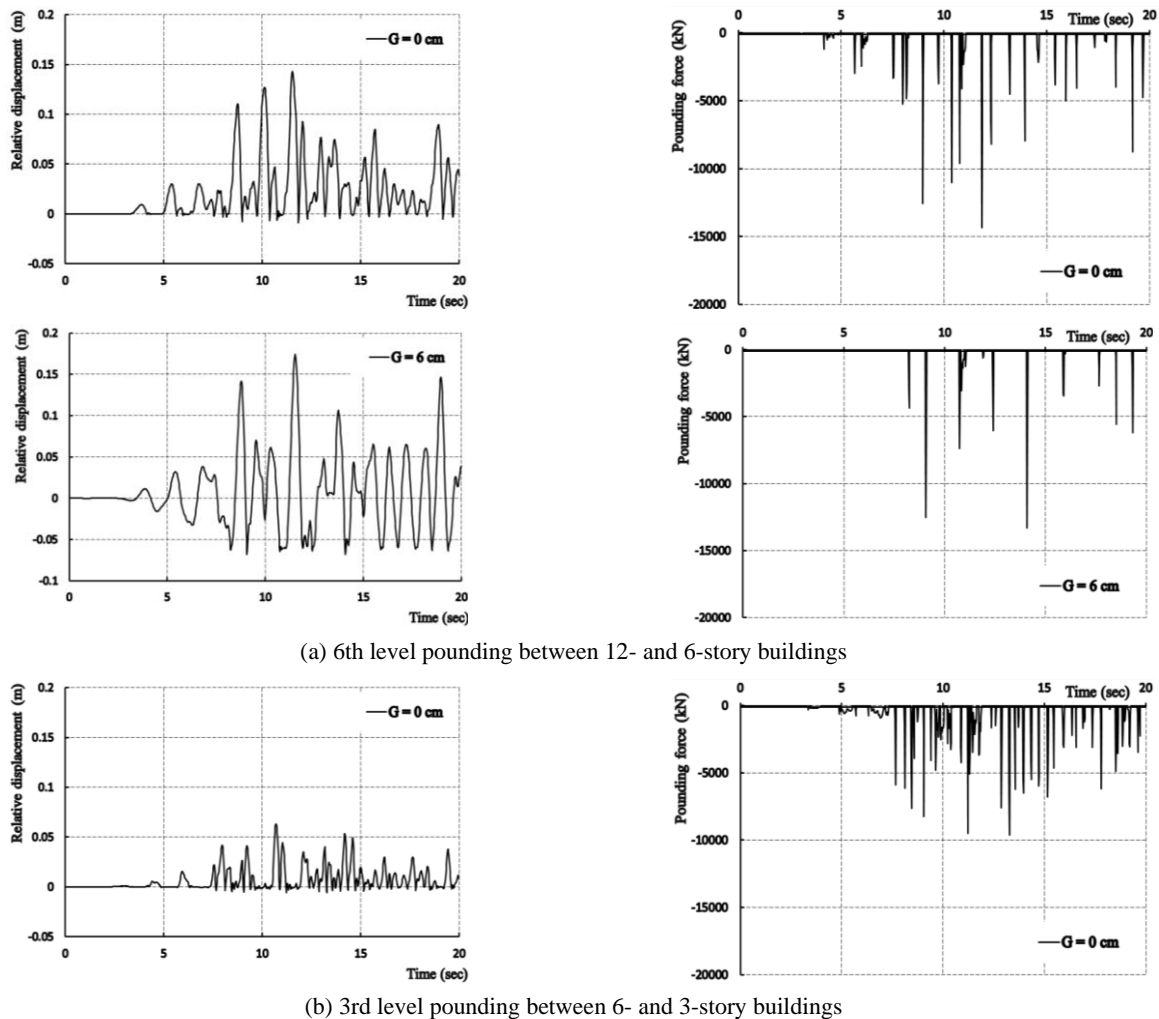 Relative displacement (m)
0.2
0.15
0.1
0.05
0
-0.05
G = 0 cm
0 5 10 15 20
Time (sec)
Pounding force (kN)
0 5 10 15 20
Time (sec)
0
-5000
-10000
-15000
-20000
G = 0 cm
Relative displacement (m)
0.2
0.15
0.1
0.05
0
-0.05
-0.1
G = 6 cm
0 5 10 15 20
Time (sec)
Pounding force (kN)
0 5 10 15 20
Time (sec)
0
-5000
-10000
-15000
-20000
G = 6 cm
(a) 6th level pounding between 12- and 6-story buildings
Relative displacement (m)
0.2
0.15
0.1
0.05
0
-0.05
G = 0 cm
0 5 10 15 20
Time (sec)
Pounding force (kN)
0 5 10 15 20
Time (sec)
0
-5000
-10000
-15000
-20000
G = 0 cm
(b) 3rd level pounding between 6- and 3-story buildings